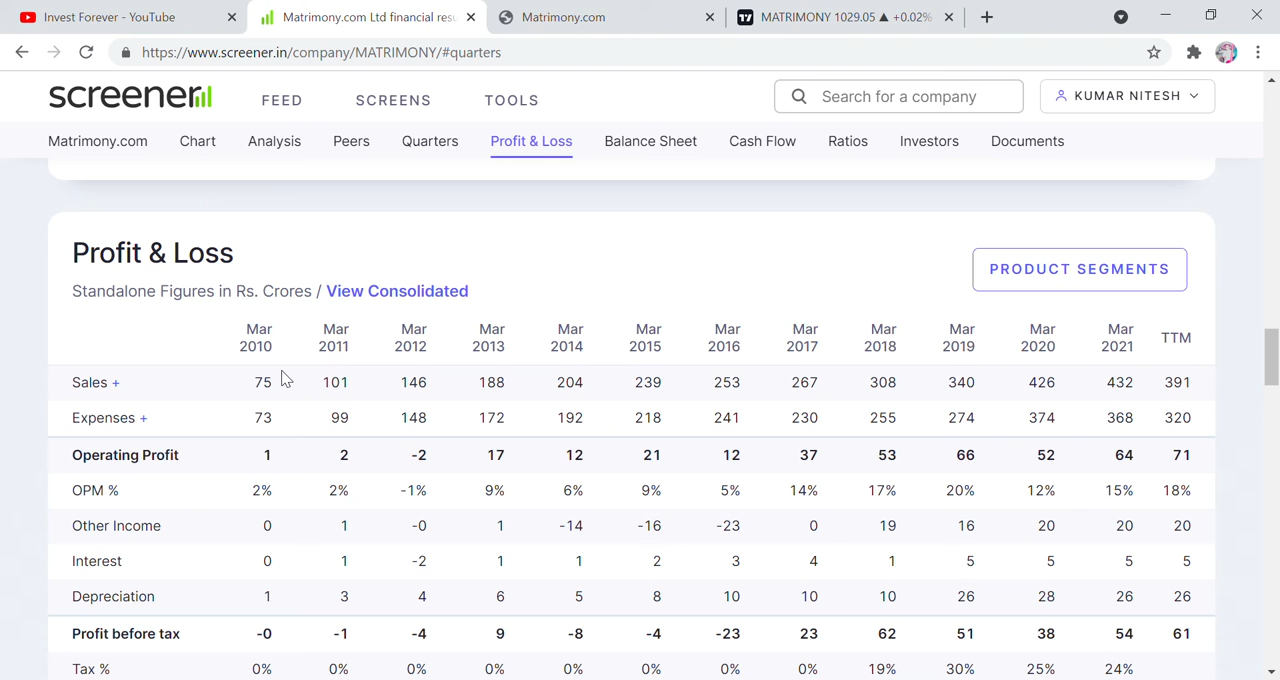 Invest Forever - YouTube
Matrimony.com Ltd financial resu
Matrimony.com
MATRIMONY 1029.05 ▲ +0.02%
https://www.screener.in/company/MATRIMONY/#quarters
screener
FEED SCREENS TOOLS
Search for a company
KUMAR NITESH
Matrimony.com Chart Analysis Peers Quarters Profit & Loss Balance Sheet Cash Flow Ratios Investors Documents
Profit & Loss
PRODUCT SEGMENTS
Standalone Figures in Rs. Crores / View Consolidated
Mar Mar Mar Mar Mar Mar Mar Mar Mar Mar Mar Mar
2010 2011 2012 2013 2014 2015 2016 2017 2018 2019 2020 2021 TTM
Sales + 75 101 146 188 204 239 253 267 308 340 426 432 391
Expenses + 73 99 148 172 192 218 241 230 255 274 374 368 320
Operating Profit 1 2 -2 17 12 21 12 37 53 66 52 64 71
OPM % 2% 2% -1% 9% 6% 9% 5% 14% 17% 20% 12% 15% 18%
Other Income 0 1 -0 1 -14 -16 -23 0 19 16 20 20 20
Interest 0 1 -2 1 1 2 3 4 1 5 5 5 5
Depreciation 1 3 4 6 5 8 10 10 10 26 28 26 26
Profit before tax -0 -1 -4 9 -8 -4 -23 23 62 51 38 54 61
Tax % 0% 0% 0% 0% 0% 0% 0% 0% 19% 30% 25% 24%